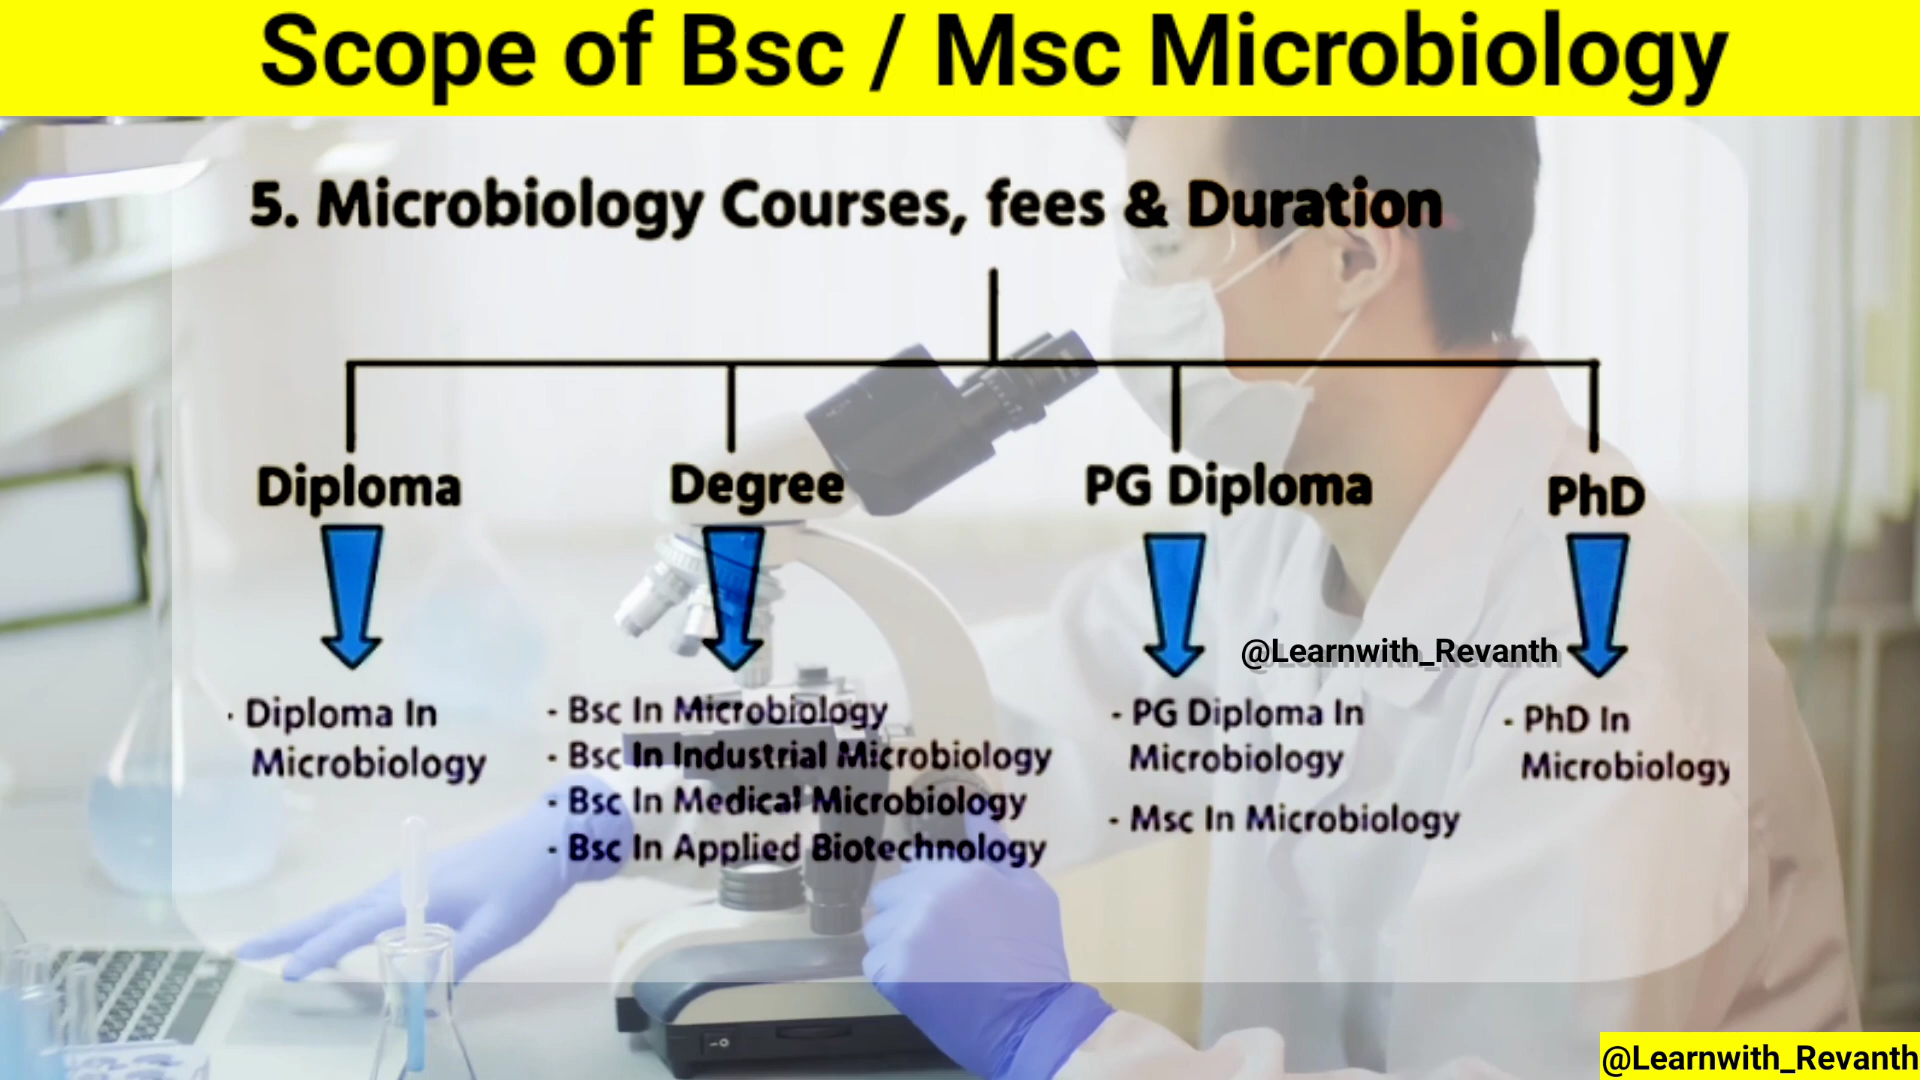 Scope of Bsc / Msc Microbiology
5. Microbiology Courses, fees & Duration
Diploma
Degree
PG Diploma
PhD
@Learnwith_Revanth
· Diploma In
Microbiology
- Bsc In Microbiology
- Bsc In Industrial Microbiology
- Bsc In Medical Microbiology
- Bsc In Applied Biotechnology
- PG Diploma In
Microbiology
- Msc In Microbiology
- PhD In
Microbiology
@Learnwith_Revanth